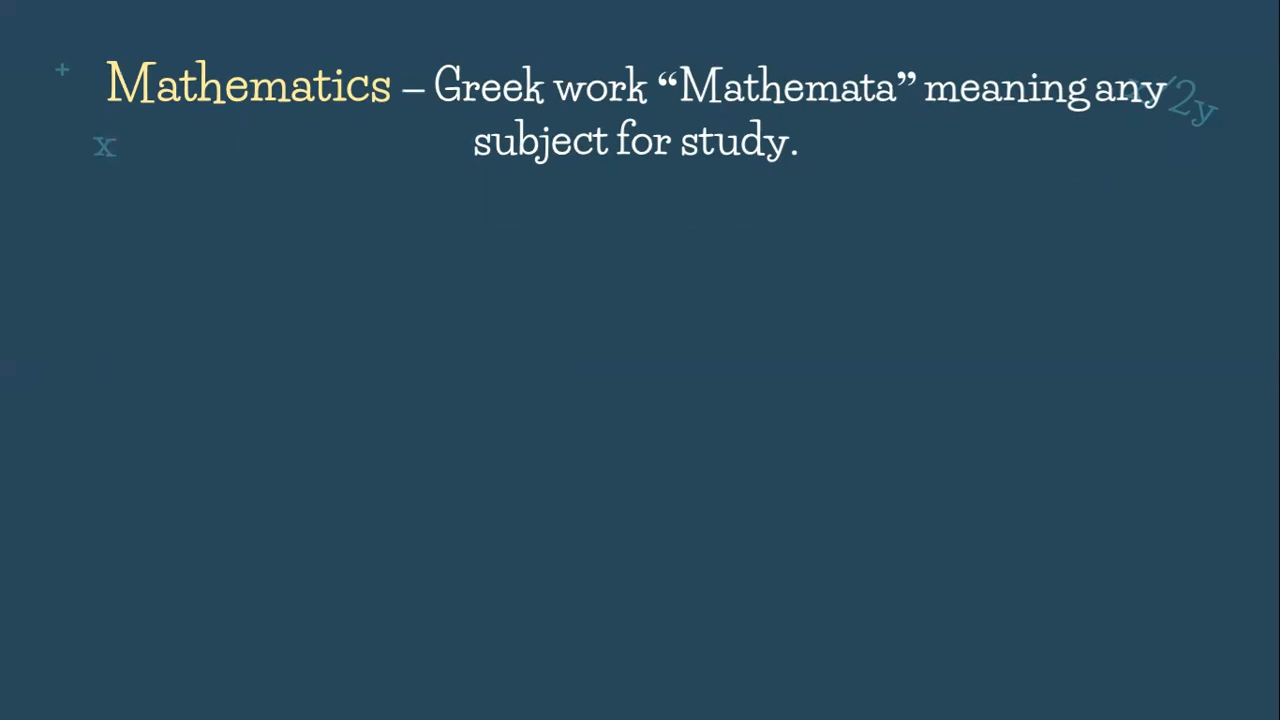 +
Mathematics – Greek work “Mathemata” meaning any
subject for study.
x